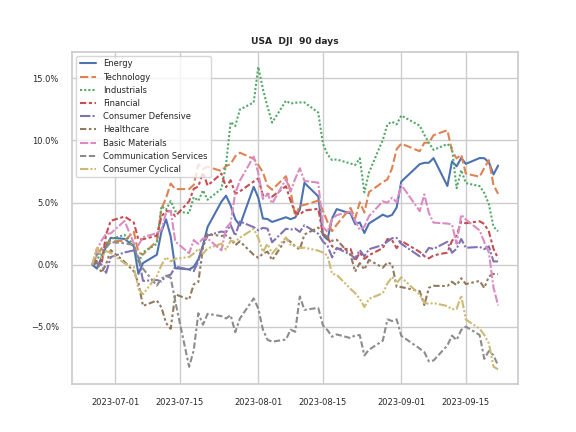 USA DJI 90 days
Energy
Technology
Industrials
Financial
Consumer Defensive
Healthcare
Basic Materials
Communication Services
Consumer Cyclical
15.0%
10.0%
5.0%
0.0%
−5.0%
2023-07-01
2023-07-15
2023-08-01
2023-08-15
2023-09-01
2023-09-15